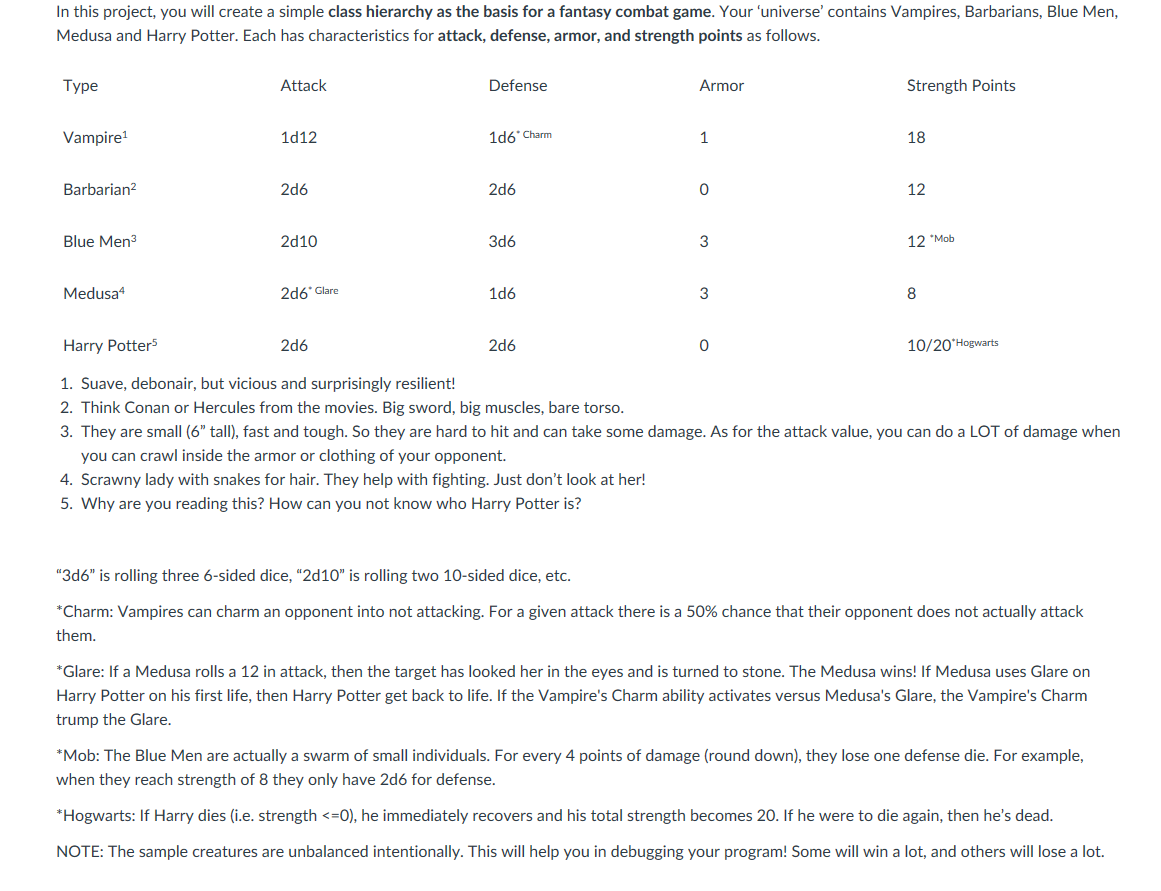 In this project, you will create a simple class hierarchy as the basis for a fantasy combat game. Your ‘universe’ contains Vampires, Barbarians, Blue Men,
Medusa and Harry Potter. Each has characteristics for attack, defense, armor, and strength points as follows.
Type Attack Defense Armor Strength Points
Vampire¹ 1d12 1d6* Charm 1 18
Barbarian² 2d6 2d6 0 12
Blue Men³ 2d10 3d6 3 12 *Mob
Medusa⁴ 2d6* Glare 1d6 3 8
Harry Potter⁵ 2d6 2d6 0 10/20*Hogwarts
1. Suave, debonair, but vicious and surprisingly resilient!
2. Think Conan or Hercules from the movies. Big sword, big muscles, bare torso.
3. They are small (6” tall), fast and tough. So they are hard to hit and can take some damage. As for the attack value, you can do a LOT of damage when
you can crawl inside the armor or clothing of your opponent.
4. Scrawny lady with snakes for hair. They help with fighting. Just don’t look at her!
5. Why are you reading this? How can you not know who Harry Potter is?
“3d6” is rolling three 6-sided dice, “2d10” is rolling two 10-sided dice, etc.
*Charm: Vampires can charm an opponent into not attacking. For a given attack there is a 50% chance that their opponent does not actually attack
them.
*Glare: If a Medusa rolls a 12 in attack, then the target has looked her in the eyes and is turned to stone. The Medusa wins! If Medusa uses Glare on
Harry Potter on his first life, then Harry Potter get back to life. If the Vampire's Charm ability activates versus Medusa's Glare, the Vampire's Charm
trump the Glare.
*Mob: The Blue Men are actually a swarm of small individuals. For every 4 points of damage (round down), they lose one defense die. For example,
when they reach strength of 8 they only have 2d6 for defense.
*Hogwarts: If Harry dies (i.e. strength <=0), he immediately recovers and his total strength becomes 20. If he were to die again, then he’s dead.
NOTE: The sample creatures are unbalanced intentionally. This will help you in debugging your program! Some will win a lot, and others will lose a lot.